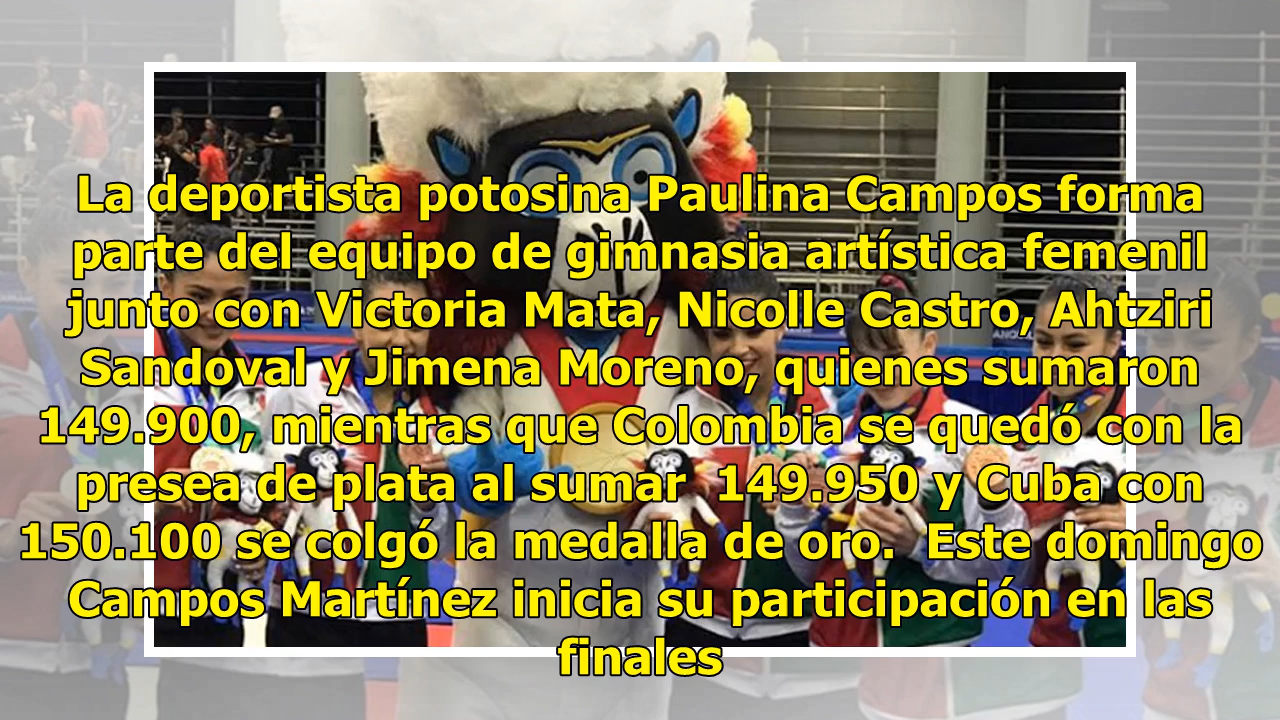 La deportista potosina Paulina Campos forma
parte del equipo de gimnasia artística femenil
junto con Victoria Mata, Nicolle Castro, Ahtziri
Sandoval y Jimena Moreno, quienes sumaron
149.900, mientras que Colombia se quedó con la
presea de plata al sumar  149.950 y Cuba con
150.100 se colgó la medalla de oro.  Este domingo
Campos Martínez inicia su participación en las
finales